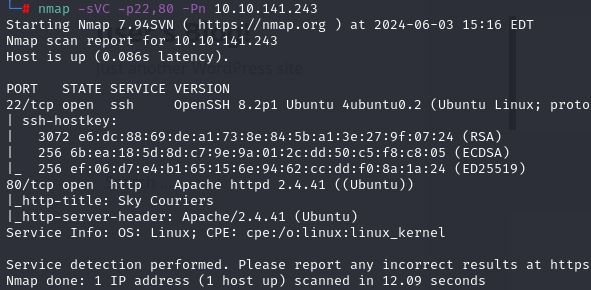 └─# nmap -sVC -p22,80 -Pn 10.10.141.243
Starting Nmap 7.94SVN ( https://nmap.org ) at 2024-06-03 15:16 EDT
Nmap scan report for 10.10.141.243
Host is up (0.086s latency).
just another WordPress site
PORT   STATE SERVICE VERSION
22/tcp open  ssh     OpenSSH 8.2p1 Ubuntu 4ubuntu0.2 (Ubuntu Linux; proto
| ssh-hostkey:
|   3072 e6:dc:88:69:de:a1:73:8e:84:5b:a1:3e:27:9f:07:24 (RSA)
|   256 6b:ea:18:5d:8d:c7:9e:9a:01:2c:dd:50:c5:f8:c8:05 (ECDSA)
|_  256 ef:06:d7:e4:b1:65:15:6e:94:62:cc:dd:f0:8a:1a:24 (ED25519)
80/tcp open  http    Apache httpd 2.4.41 ((Ubuntu))
|_http-title: Sky Couriers
|_http-server-header: Apache/2.4.41 (Ubuntu)
Service Info: OS: Linux; CPE: cpe:/o:linux:linux_kernel

Service detection performed. Please report any incorrect results at https
Nmap done: 1 IP address (1 host up) scanned in 12.09 seconds